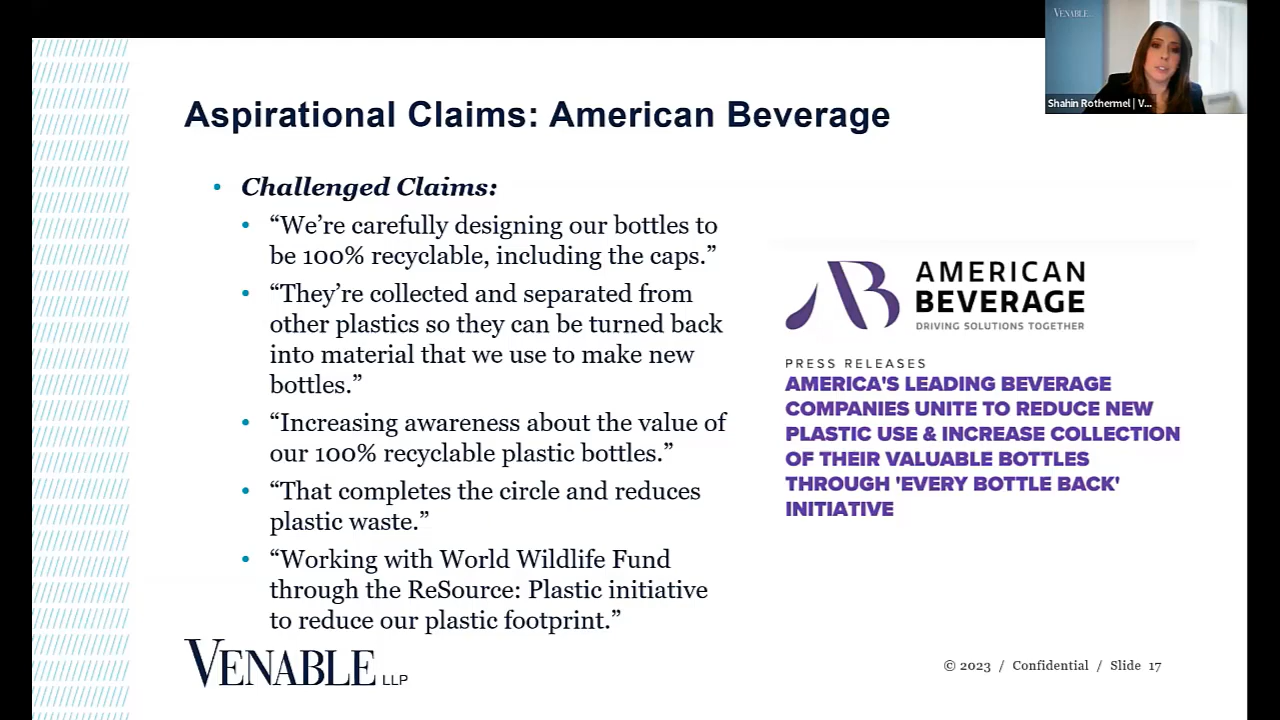 VENABLE
Shahin Rothermel | V...
Aspirational Claims: American Beverage
• Challenged Claims:
• “We’re carefully designing our bottles to
be 100% recyclable, including the caps.”
• “They’re collected and separated from
other plastics so they can be turned back
into material that we use to make new
bottles.”
• “Increasing awareness about the value of
our 100% recyclable plastic bottles.”
• “That completes the circle and reduces
plastic waste.”
• “Working with World Wildlife Fund
through the ReSource: Plastic initiative
to reduce our plastic footprint.”
AB
AMERICAN
BEVERAGE
DRIVING SOLUTIONS TOGETHER
PRESS RELEASES
AMERICA'S LEADING BEVERAGE
COMPANIES UNITE TO REDUCE NEW
PLASTIC USE & INCREASE COLLECTION
OF THEIR VALUABLE BOTTLES
THROUGH 'EVERY BOTTLE BACK'
INITIATIVE
VENABLE LLP
© 2023 / Confidential / Slide 17